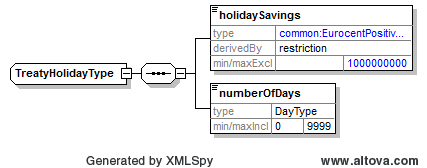 holidaySavings
type common:EurocentPositiv...
derivedBy restriction
min/maxExcl 1000000000
TreatyHolidayType
numberOfDays
type DayType
min/maxIncl 0 9999
Generated by XMLSpy www.altova.com